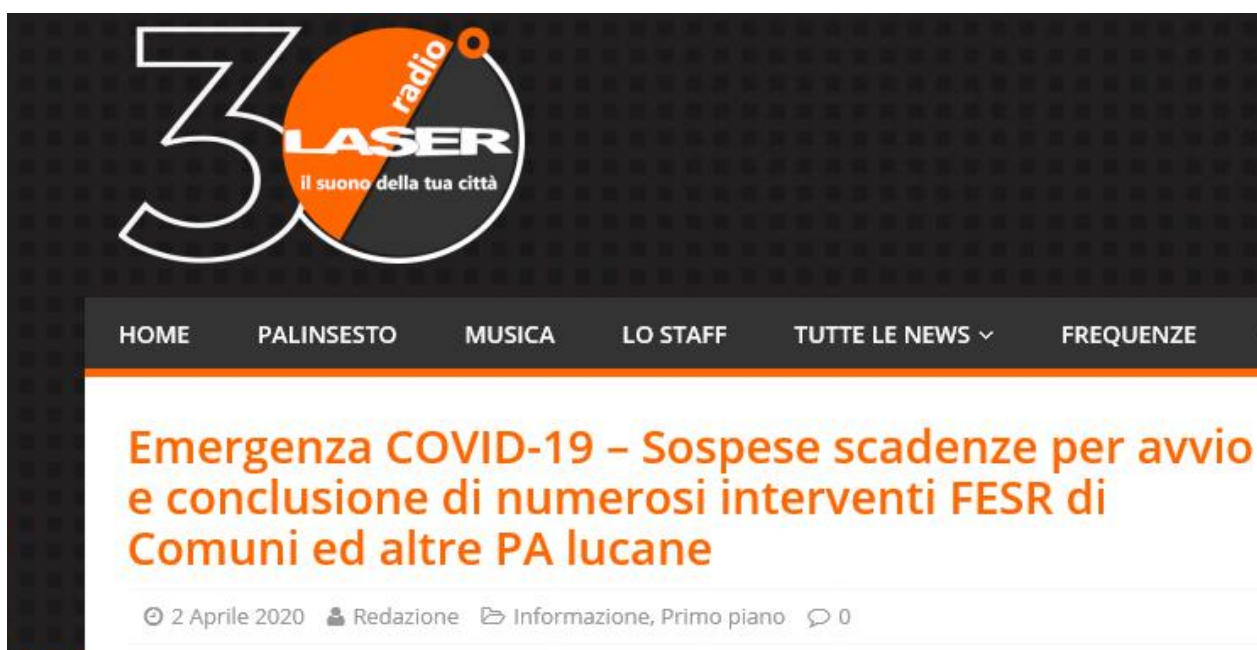 30
radio
LASER
il suono della tua città
HOME PALINSESTO MUSICA LO STAFF TUTTE LE NEWS FREQUENZE
Emergenza COVID-19 – Sospese scadenze per avvio
e conclusione di numerosi interventi FESR di
Comuni ed altre PA lucane
2 Aprile 2020 Redazione Informazione, Primo piano 0